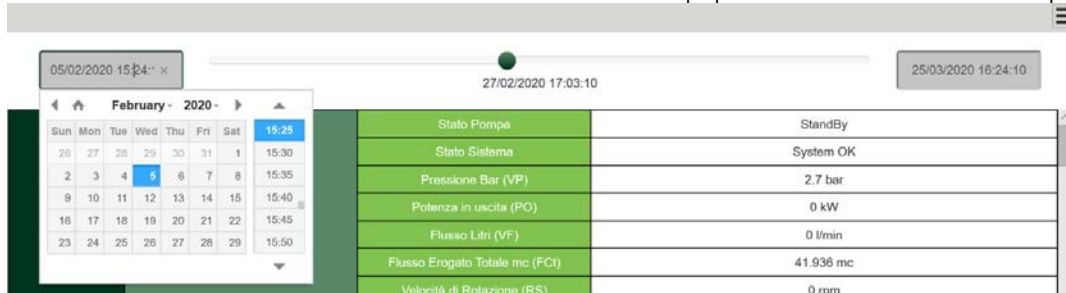 05/02/2020 15:24: ×
27/02/2020 17:03:10
25/03/2020 16:24:10
February 2020
Sun Mon Tue Wed Thu Fri Sat
26 27 28 29 30 31 1
2 3 4 5 6 7 8
9 10 11 12 13 14 15
16 17 18 19 20 21 22
23 24 25 26 27 28 29
15:25
15:30
15:35
15:40
15:45
15:50
Stato Pompa StandBy
Stato Sistema System OK
Pressione Bar (VP) 2.7 bar
Potenza in uscita (PO) 0 kW
Flusso Litri (VF) 0 l/min
Flusso Erogato Totale mc (FCt) 41.936 mc
Velocità di Rotazione (RS) 0 rpm